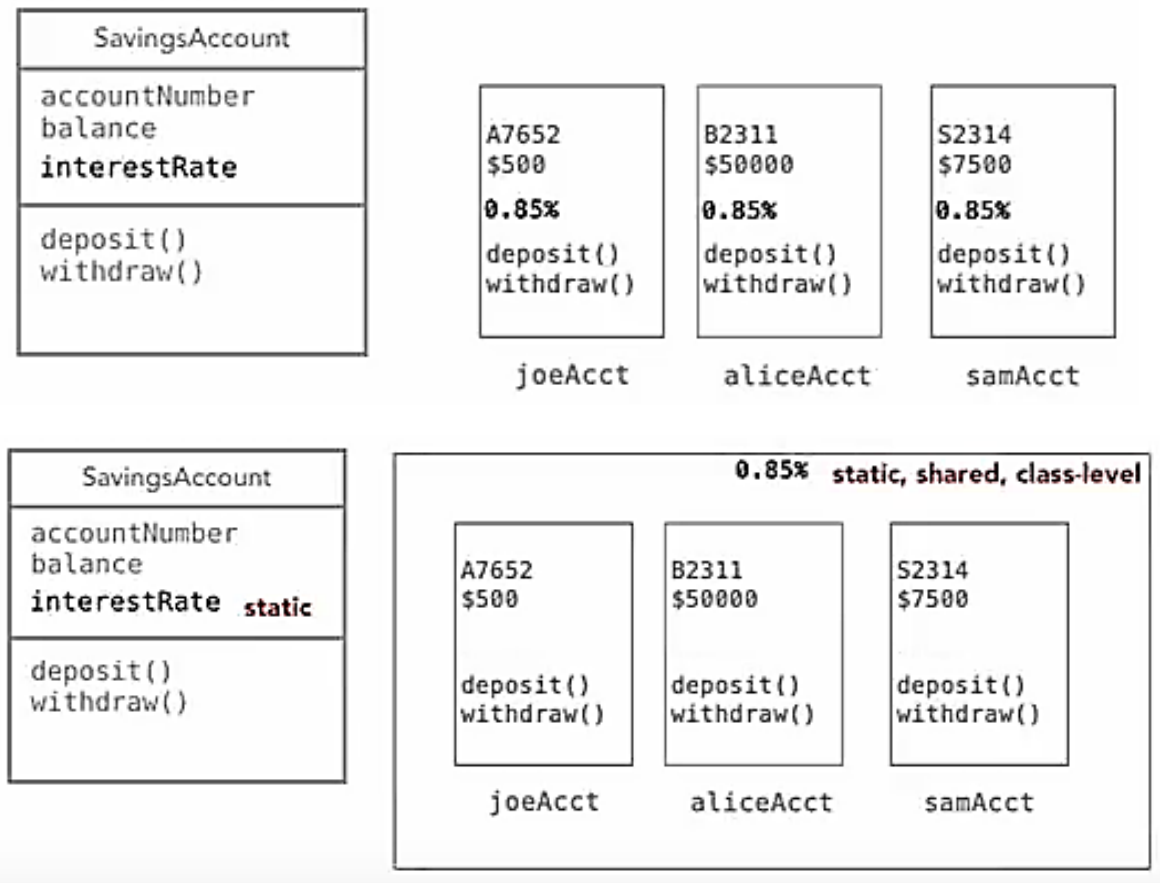 SavingsAccount
accountNumber
balance
interestRate
deposit()
withdraw()
A7652
$500
0.85%
deposit()
withdraw()
joeAcct
B2311
$50000
0.85%
deposit()
withdraw()
aliceAcct
S2314
$7500
0.85%
deposit()
withdraw()
samAcct
SavingsAccount
accountNumber
balance
interestRate static
deposit()
withdraw()
0.85% static, shared, class-level
A7652
$500
deposit()
withdraw()
joeAcct
B2311
$50000
deposit()
withdraw()
aliceAcct
S2314
$7500
deposit()
withdraw()
samAcct